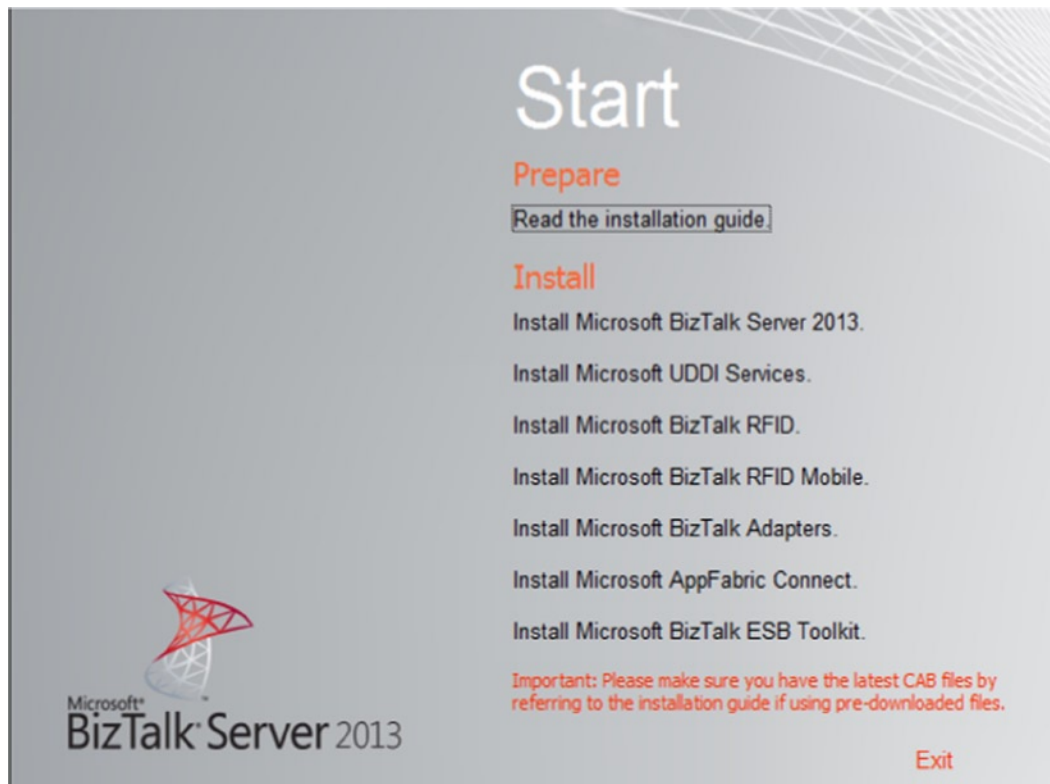 Start
Prepare
Read the installation guide.
Install
Install Microsoft BizTalk Server 2013.
Install Microsoft UDDI Services.
Install Microsoft BizTalk RFID.
Install Microsoft BizTalk RFID Mobile.
Install Microsoft BizTalk Adapters.
Install Microsoft AppFabric Connect.
Install Microsoft BizTalk ESB Toolkit.
Important: Please make sure you have the latest CAB files by
referring to the installation guide if using pre-downloaded files.
Microsoft®
BizTalk® Server 2013
™
Exit